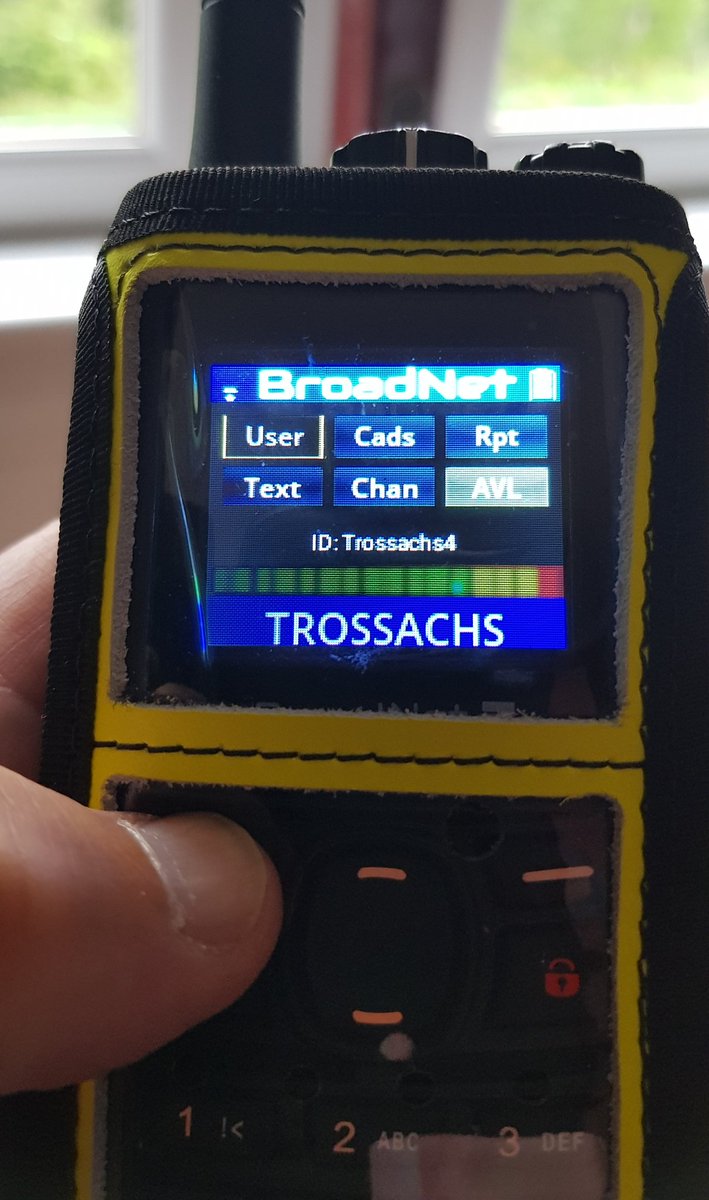 BroadNet
User Cads Rpt
Text Chan AVL
ID: Trossachs4
TROSSACHS
1 !< 2 ABC 3 DEF